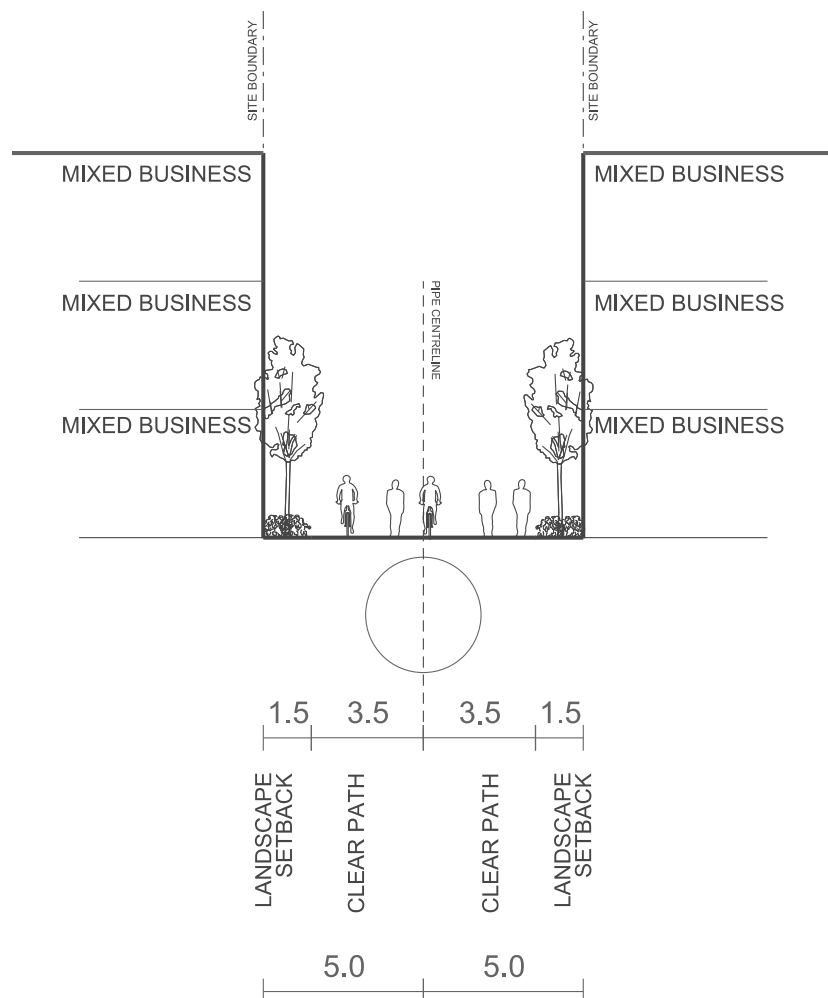 SITE BOUNDARY
SITE BOUNDARY
MIXED BUSINESS
MIXED BUSINESS
MIXED BUSINESS
MIXED BUSINESS
PIPE CENTRELINE
MIXED BUSINESS
MIXED BUSINESS
1.5
3.5
3.5
1.5
LANDSCAPE
SETBACK
CLEAR PATH
CLEAR PATH
LANDSCAPE
SETBACK
5.0
5.0